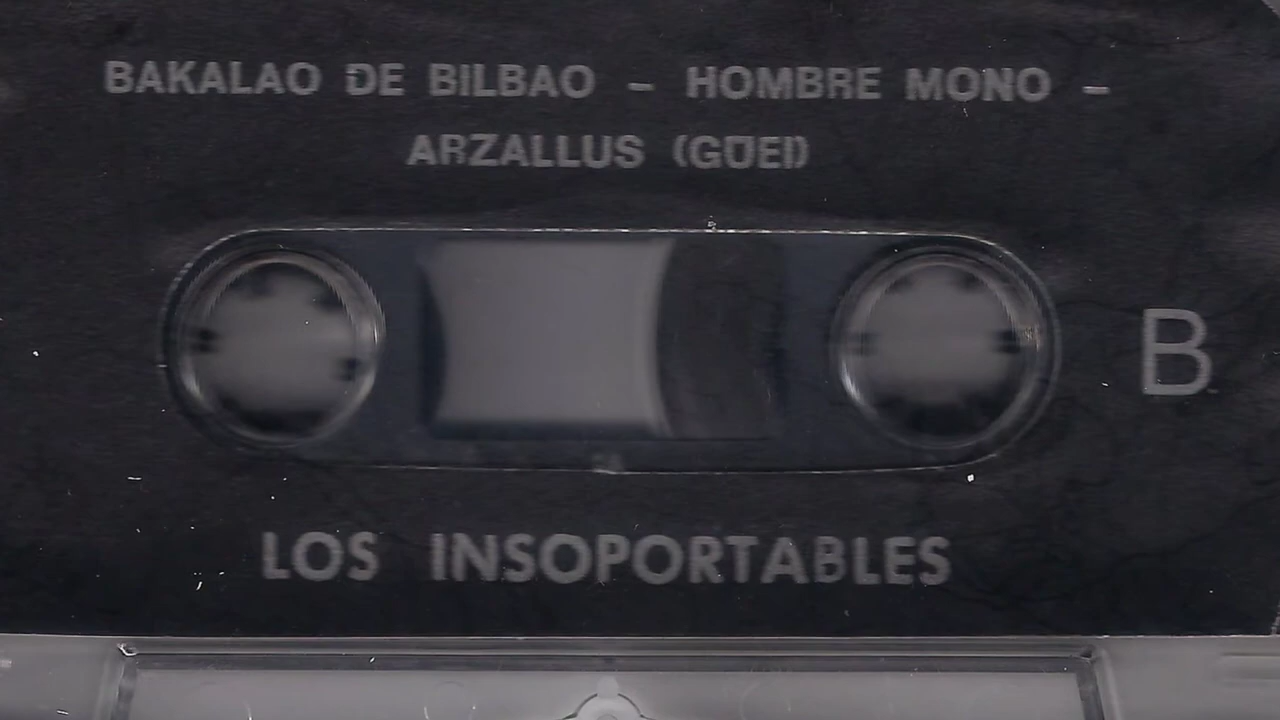 BAKALAO DE BILBAO - HOMBRE MONO -
ARZALLUS (GÜEI)
B
LOS INSOPORTABLES